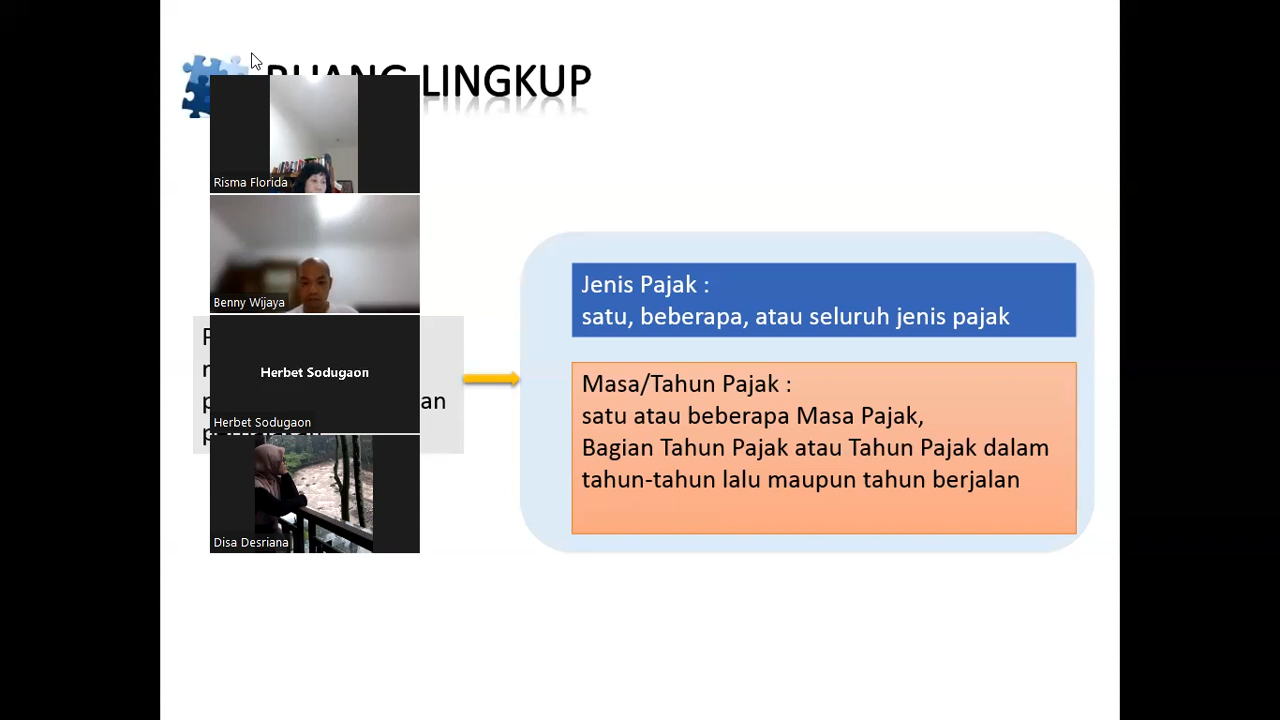 LINGKUP
Risma Florida
Benny Wijaya
Herbet Sodugaon
Herbet Sodugaon
Disa Desriana
an
Jenis Pajak :
satu, beberapa, atau seluruh jenis pajak
Masa/Tahun Pajak :
satu atau beberapa Masa Pajak,
Bagian Tahun Pajak atau Tahun Pajak dalam
tahun-tahun lalu maupun tahun berjalan